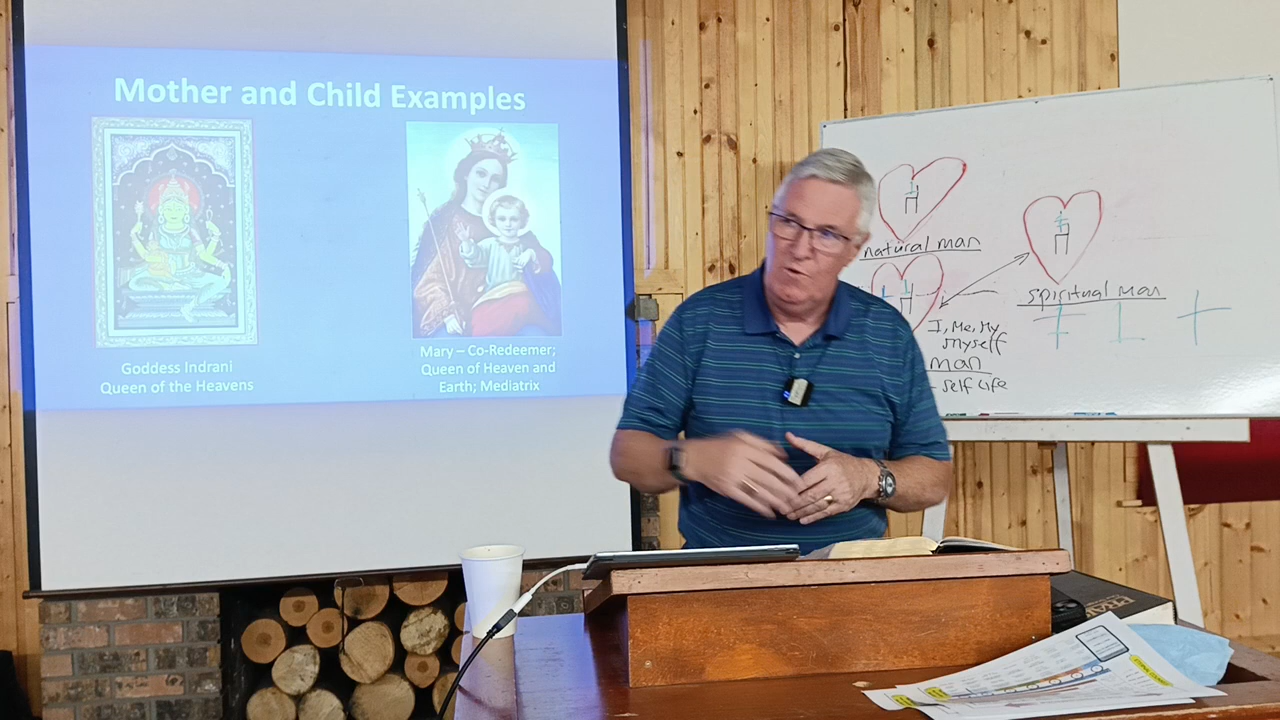 Mother and Child Examples
Goddess Indrani
Queen of the Heavens
Mary – Co-Redeemer;
Queen of Heaven and
Earth; Mediatrix
natural man
spiritual man
I, Me, My
Myself
man
- self life